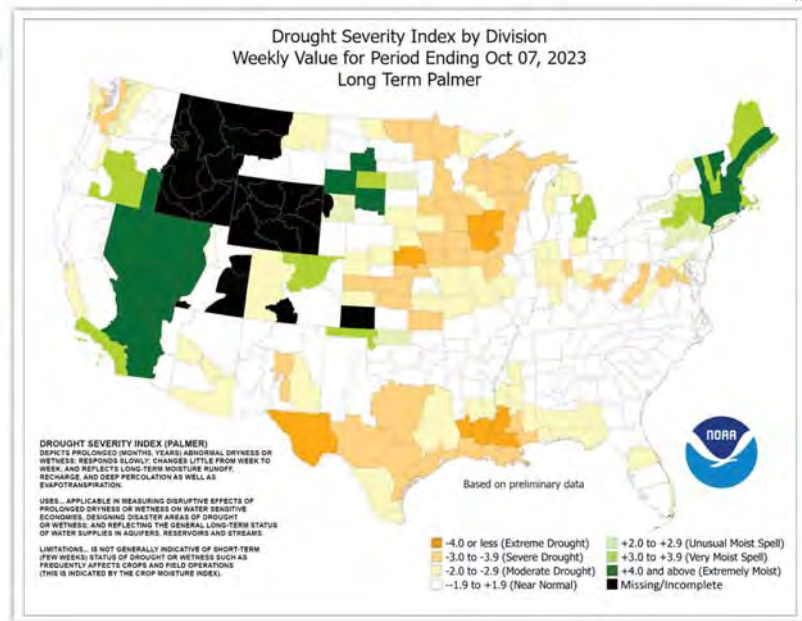 Drought Severity Index by Division
Weekly Value for Period Ending Oct 07, 2023
Long Term Palmer
DROUGHT SEVERITY INDEX (PALMER)
DEPICTS PROLONGED (MONTHS, YEARS) ABNORMAL DRYNESS OR
WETNESS; RESPONDS SLOWLY; CHANGES LITTLE FROM WEEK TO
WEEK; AND REFLECTS LONG-TERM MOISTURE RUNOFF,
RECHARGE, AND DEEP PERCOLATION AS WELL AS
EVAPOTRANSPIRATION.
USES... APPLICABLE IN MEASURING DISRUPTIVE EFFECTS OF
PROLONGED DRYNESS OR WETNESS ON WATER SENSITIVE
ECONOMIES, DESIGNING DISASTER AREAS OF DROUGHT
OR WETNESS; AND REFLECTING THE GENERAL LONG-TERM STATUS
OF WATER SUPPLIES IN AQUIFERS, RESERVOIRS AND STREAMS.
LIMITATIONS... IS NOT GENERALLY INDICATIVE OF SHORT-TERM
(FEW WEEKS) STATUS OF DROUGHT OR WETNESS SUCH AS
FREQUENTLY AFFECTS CROPS AND FIELD OPERATIONS
(THIS IS INDICATED BY THE CROP MOISTURE INDEX).
NOAA
Based on preliminary data
-4.0 or less (Extreme Drought)
-3.0 to -3.9 (Severe Drought)
-2.0 to -2.9 (Moderate Drought)
--1.9 to +1.9 (Near Normal)
+2.0 to +2.9 (Unusual Moist Spell)
+3.0 to +3.9 (Very Moist Spell)
+4.0 and above (Extremely Moist)
Missing/Incomplete